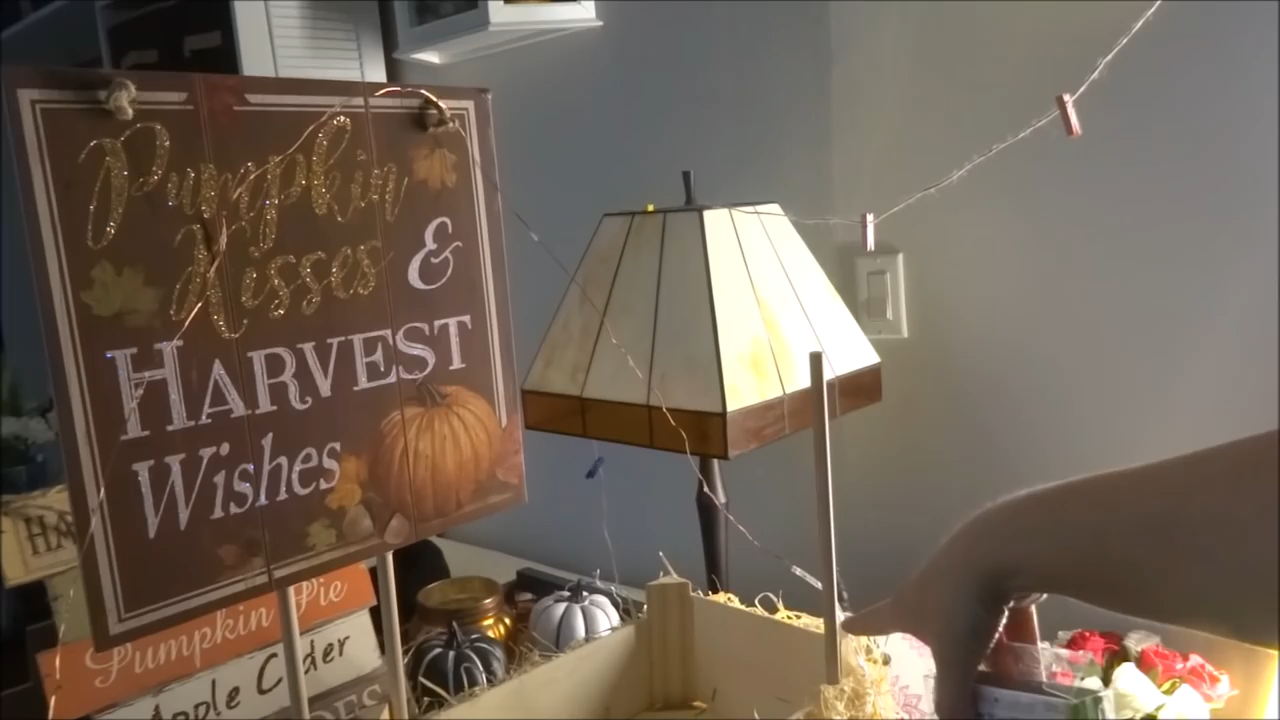 Pumpkin
Kisses &
HARVEST
Wishes
Pumpkin Pie
Apple Cider